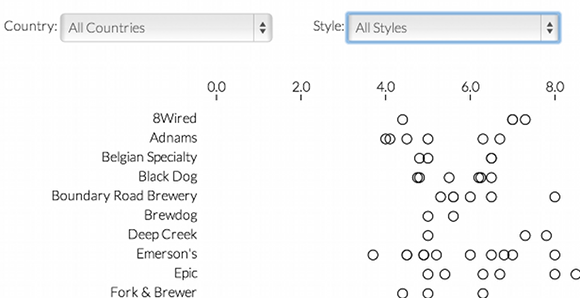 Country: All Countries Style: All Styles
0.0 2.0 4.0 6.0 8.0
8Wired
Adnams
Belgian Specialty
Black Dog
Boundary Road Brewery
Brewdog
Deep Creek
Emerson's
Epic
Fork & Brewer